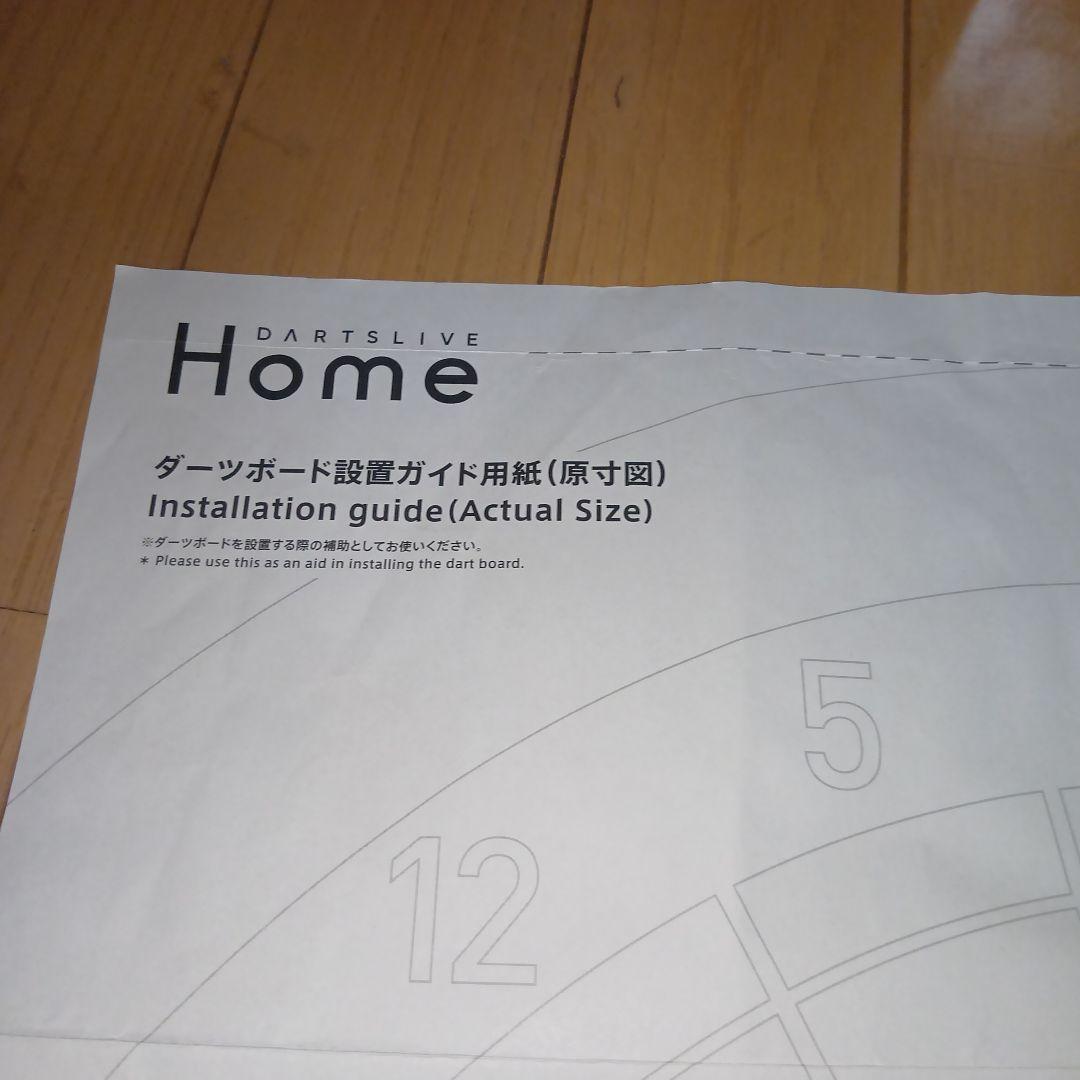 DARTSLIVE
Home
ダーツボード設置ガイド用紙(原寸図)
Installation guide(Actual Size)
※ダーツボードを設置する際の補助としてお使いください。
* Please use this as an aid in installing the dart board.
5
12